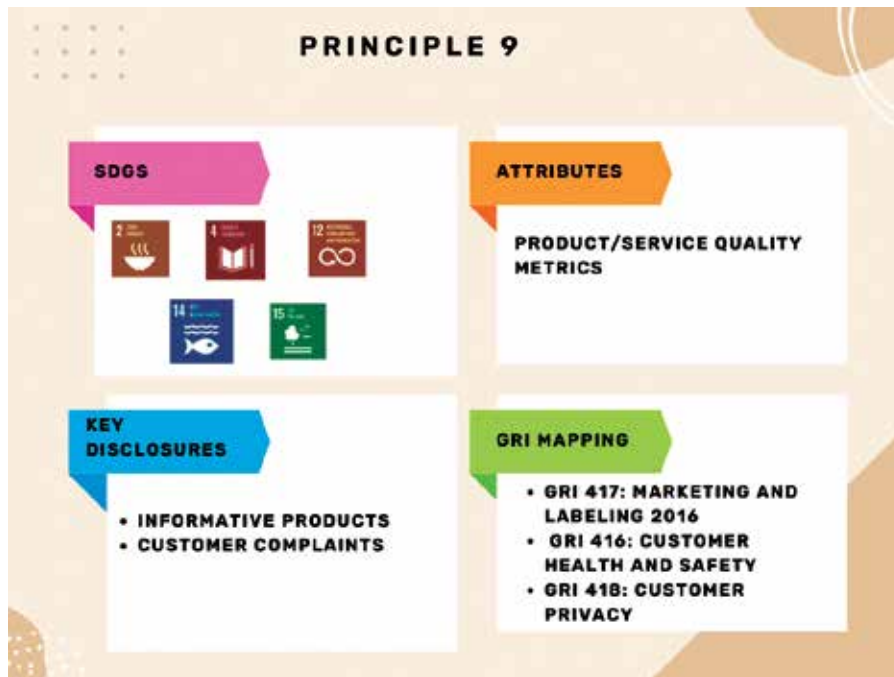 PRINCIPLE 9
SDGS
2
4
12
14
15
ATTRIBUTES
PRODUCT/SERVICE QUALITY
METRICS
KEY
DISCLOSURES
• INFORMATIVE PRODUCTS
• CUSTOMER COMPLAINTS
GRI MAPPING
• GRI 417: MARKETING AND
LABELING 2016
• GRI 416: CUSTOMER
HEALTH AND SAFETY
• GRI 418: CUSTOMER
PRIVACY